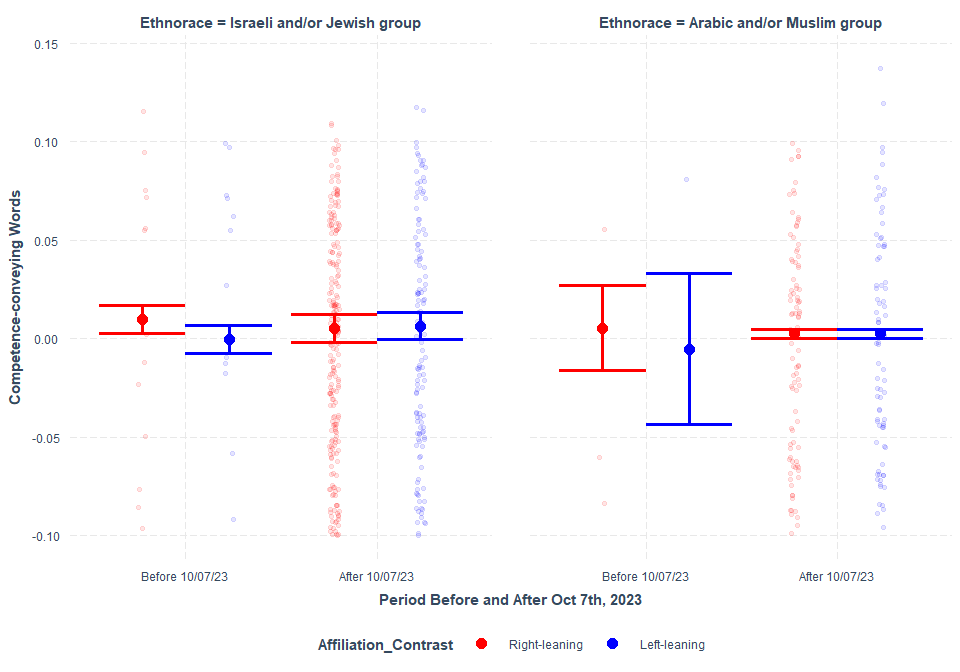 Ethnorace = Israeli and/or Jewish group
Ethnorace = Arabic and/or Muslim group
Competence-conveying Words
0.15
0.10
0.05
0.00
-0.05
-0.10
Before 10/07/23
After 10/07/23
Before 10/07/23
After 10/07/23
Period Before and After Oct 7th, 2023
Affiliation_Contrast
Right-leaning
Left-leaning